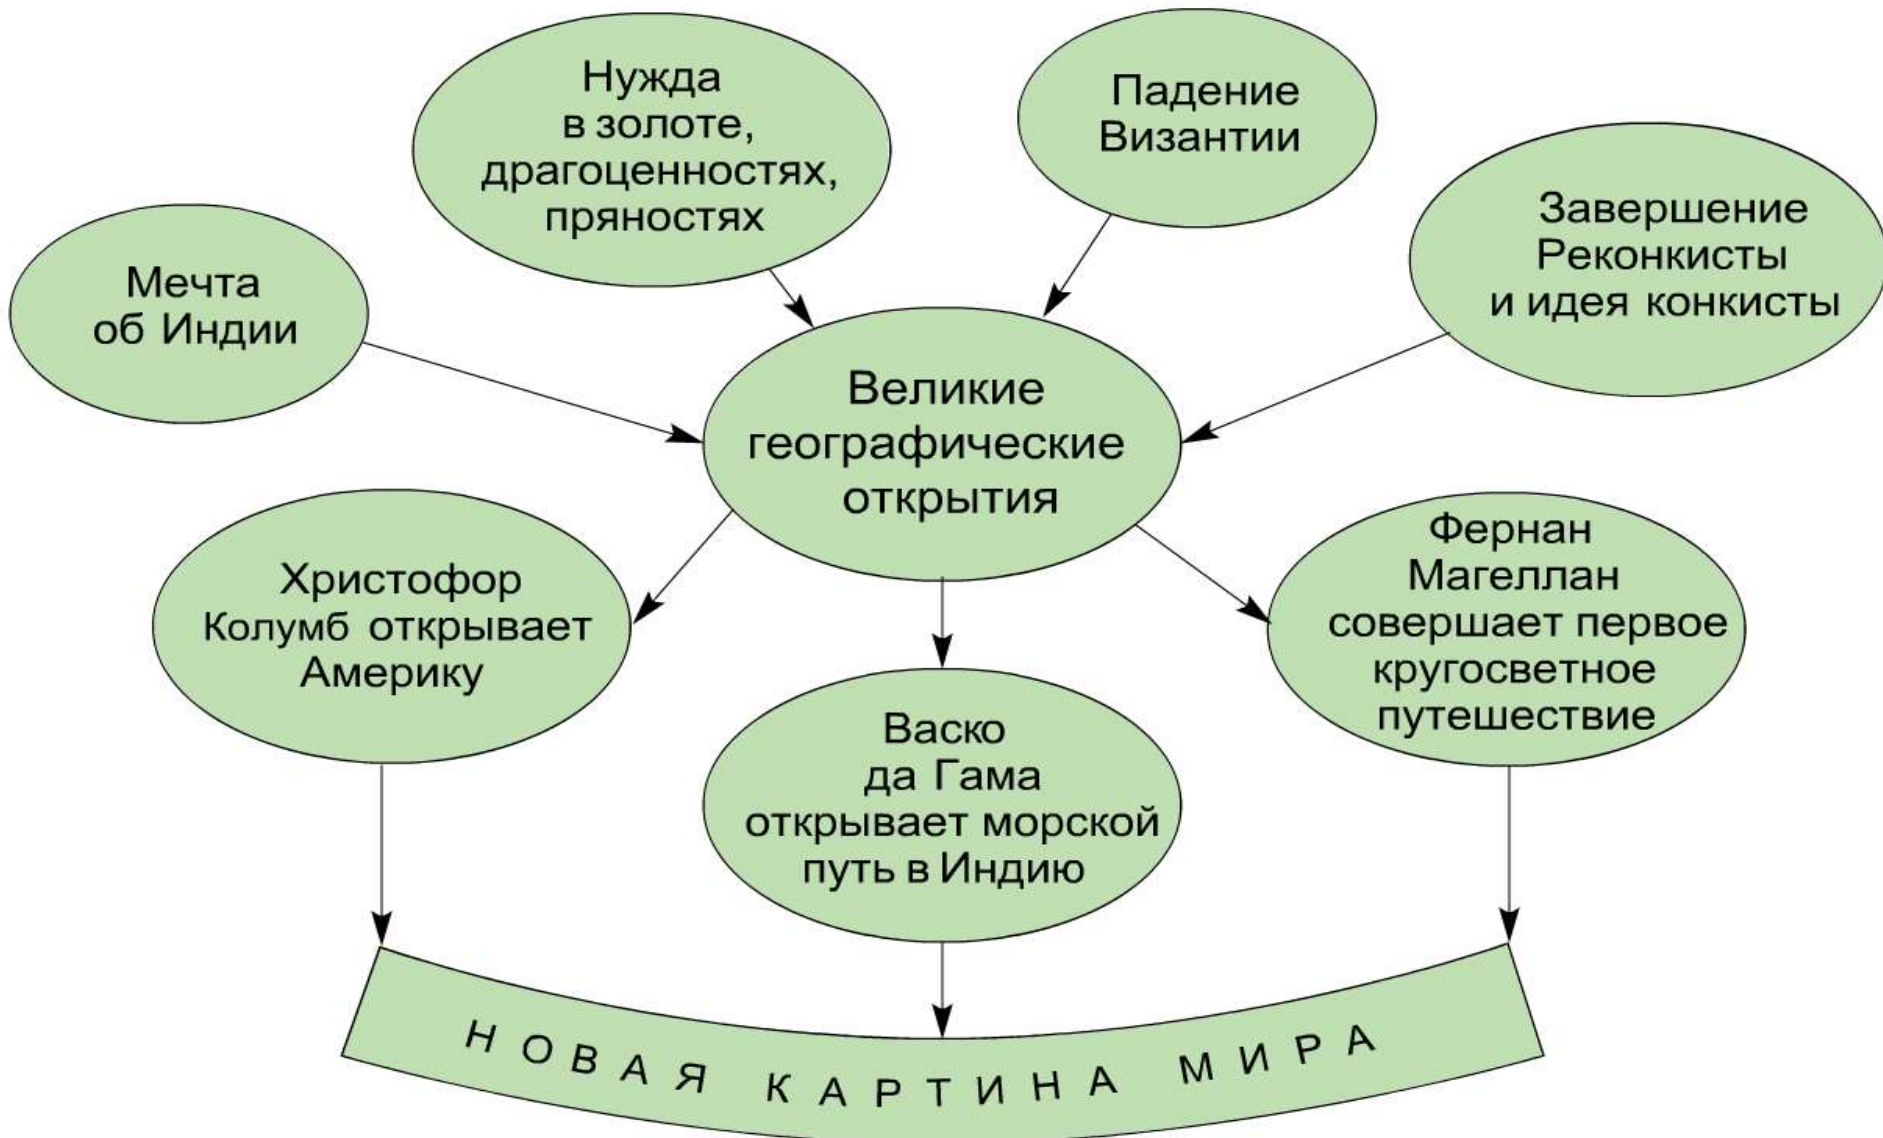 Нужда
в золоте,
драгоценностях,
пряностях
Падение
Византии
Завершение
Реконкисты
и идея конкисты
Мечта
об Индии
Великие
географические
открытия
Христофор
Колумб открывает
Америку
Васко
да Гама
открывает морской
путь в Индию
Фернан
Магеллан
совершает первое
кругосветное
путешествие
НОВАЯ КАРТИНА МИРА